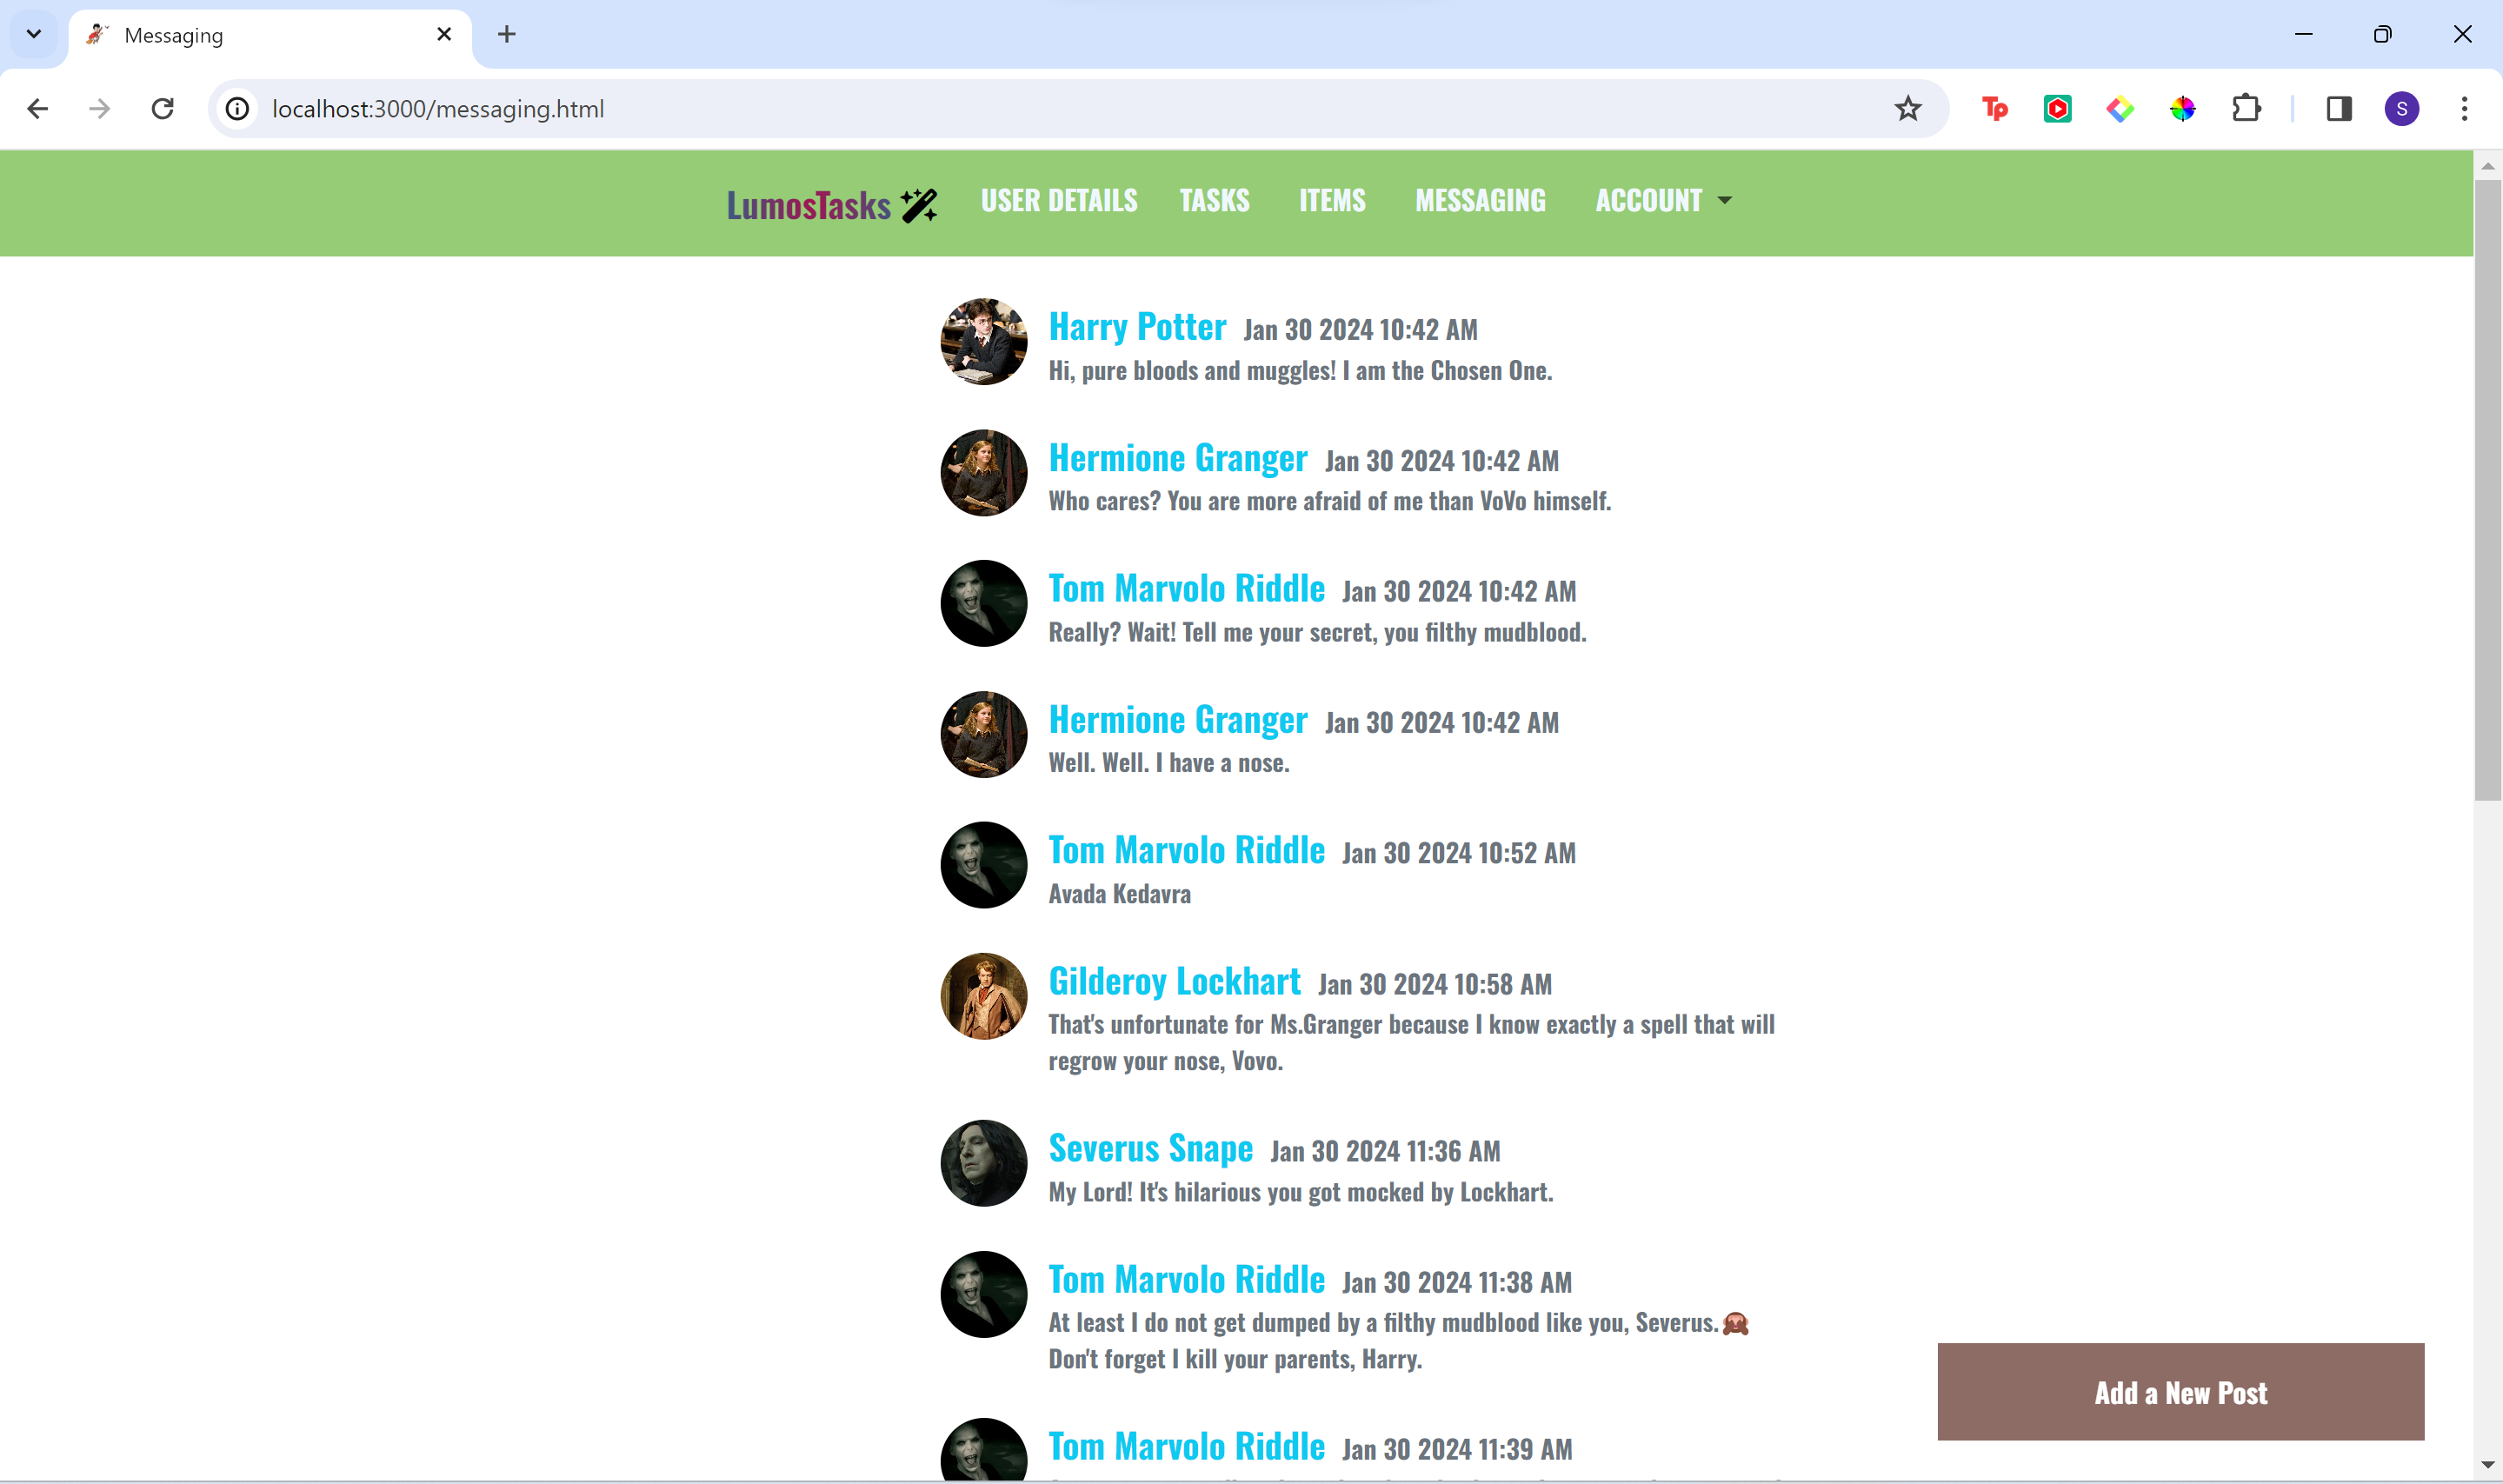 Messaging
localhost:3000/messaging.html
Tp
S
LumosTasks USER DETAILS TASKS ITEMS MESSAGING ACCOUNT
Harry Potter Jan 30 2024 10:42 AM
Hi, pure bloods and muggles! I am the Chosen One.
Hermione Granger Jan 30 2024 10:42 AM
Who cares? You are more afraid of me than VoVo himself.
Tom Marvolo Riddle Jan 30 2024 10:42 AM
Really? Wait! Tell me your secret, you filthy mudblood.
Hermione Granger Jan 30 2024 10:42 AM
Well. Well. I have a nose.
Tom Marvolo Riddle Jan 30 2024 10:52 AM
Avada Kedavra
Gilderoy Lockhart Jan 30 2024 10:58 AM
That's unfortunate for Ms.Granger because I know exactly a spell that will
regrow your nose, Vovo.
Severus Snape Jan 30 2024 11:36 AM
My Lord! It's hilarious you got mocked by Lockhart.
Tom Marvolo Riddle Jan 30 2024 11:38 AM
At least I do not get dumped by a filthy mudblood like you, Severus.🙈
Don't forget I kill your parents, Harry.
Add a New Post
Tom Marvolo Riddle Jan 30 2024 11:39 AM